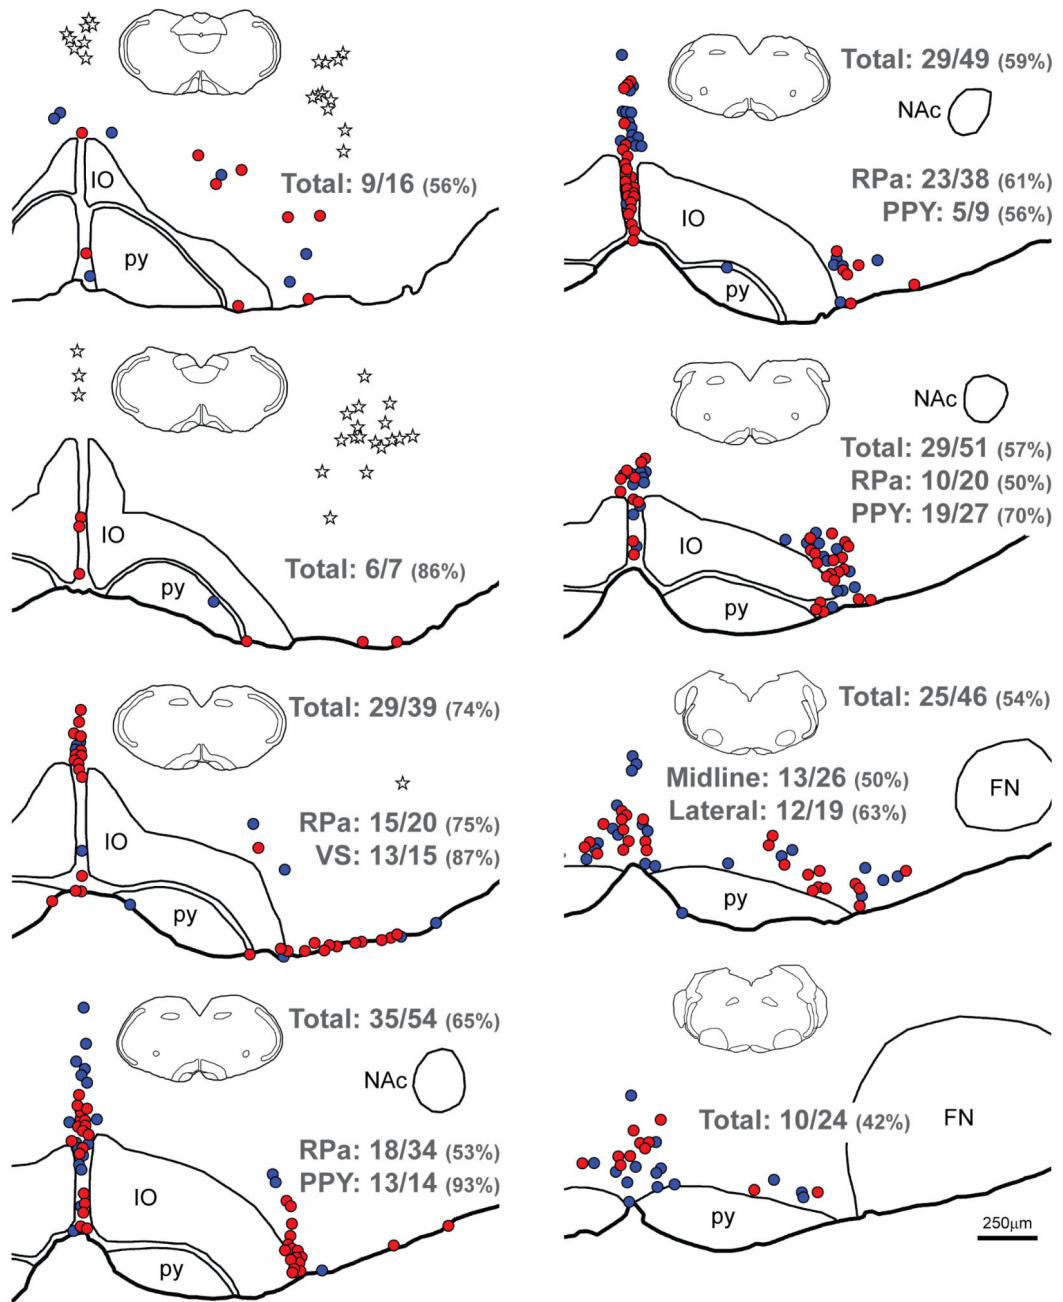 IO
Total: 9/16 (56%)
py
IO
Total: 6/7 (86%)
py
Total: 29/39 (74%)
RPa: 15/20 (75%)
IO
VS: 13/15 (87%)
py
Total: 35/54 (65%)
NAc
RPa: 18/34 (53%)
IO
PPY: 13/14 (93%)
py
Total: 29/49 (59%)
NAc
RPa: 23/38 (61%)
IO
PPY: 5/9 (56%)
py
NAc
Total: 29/51 (57%)
RPa: 10/20 (50%)
PPY: 19/27 (70%)
IO
py
Total: 25/46 (54%)
Midline: 13/26 (50%)
FN
Lateral: 12/19 (63%)
py
Total: 10/24 (42%)
FN
py
250µm